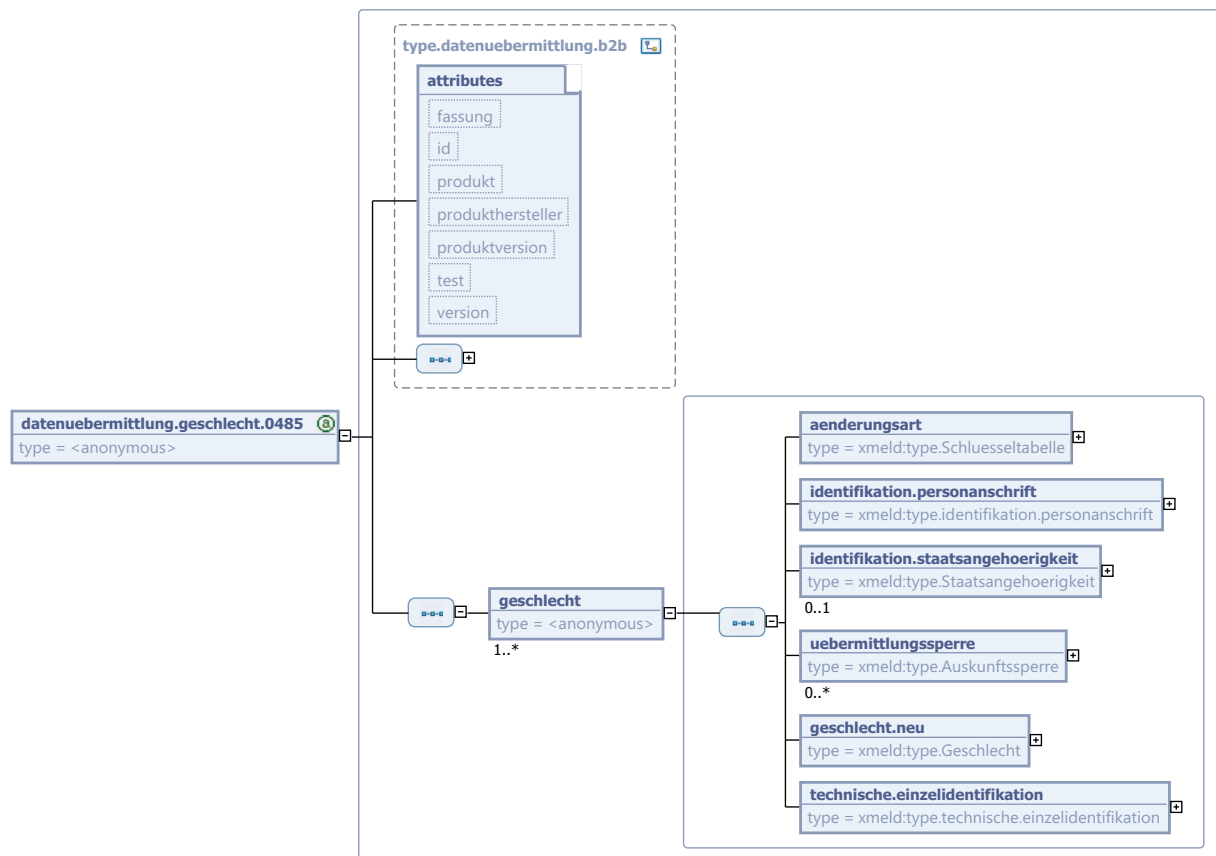 type.datenuebermittlung.b2b
attributes
fassung
id
produkt
produkthersteller
produktversion
test
version
datenuebermittlung.geschlecht.0485
type = <anonymous>
geschlecht
type = <anonymous>
1..*
aenderungsart
type = xmeld:type.Schluesseltabelle
identifikation.personanschrift
type = xmeld:type.identifikation.personanschrift
identifikation.staatsangehoerigkeit
type = xmeld:type.Staatsangehoerigkeit
0..1
uebermittlungssperre
type = xmeld:type.Auskunftssperre
0..*
geschlecht.neu
type = xmeld:type.Geschlecht
technische.einzelidentifikation
type = xmeld:type.technische.einzelidentifikation